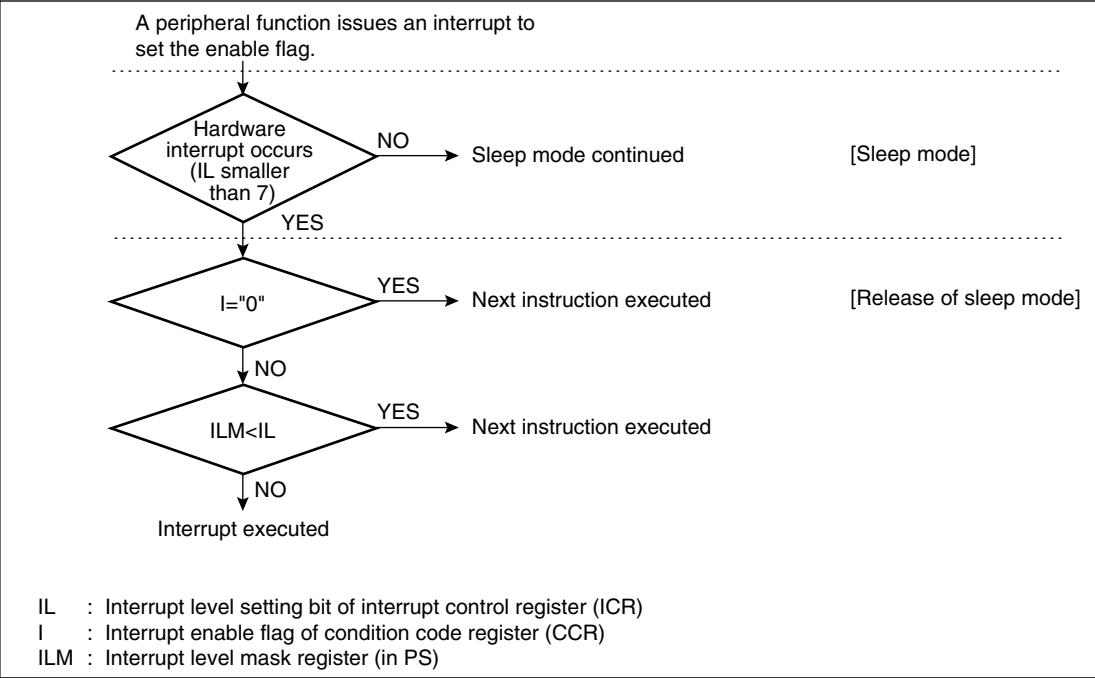 A peripheral function issues an interrupt to
set the enable flag.
Hardware
interrupt occurs
(IL smaller
than 7)
NO
Sleep mode continued
[Sleep mode]
YES
I="0"
YES
Next instruction executed
[Release of sleep mode]
NO
ILM<IL
YES
Next instruction executed
NO
Interrupt executed
IL : Interrupt level setting bit of interrupt control register (ICR)
I : Interrupt enable flag of condition code register (CCR)
ILM : Interrupt level mask register (in PS)